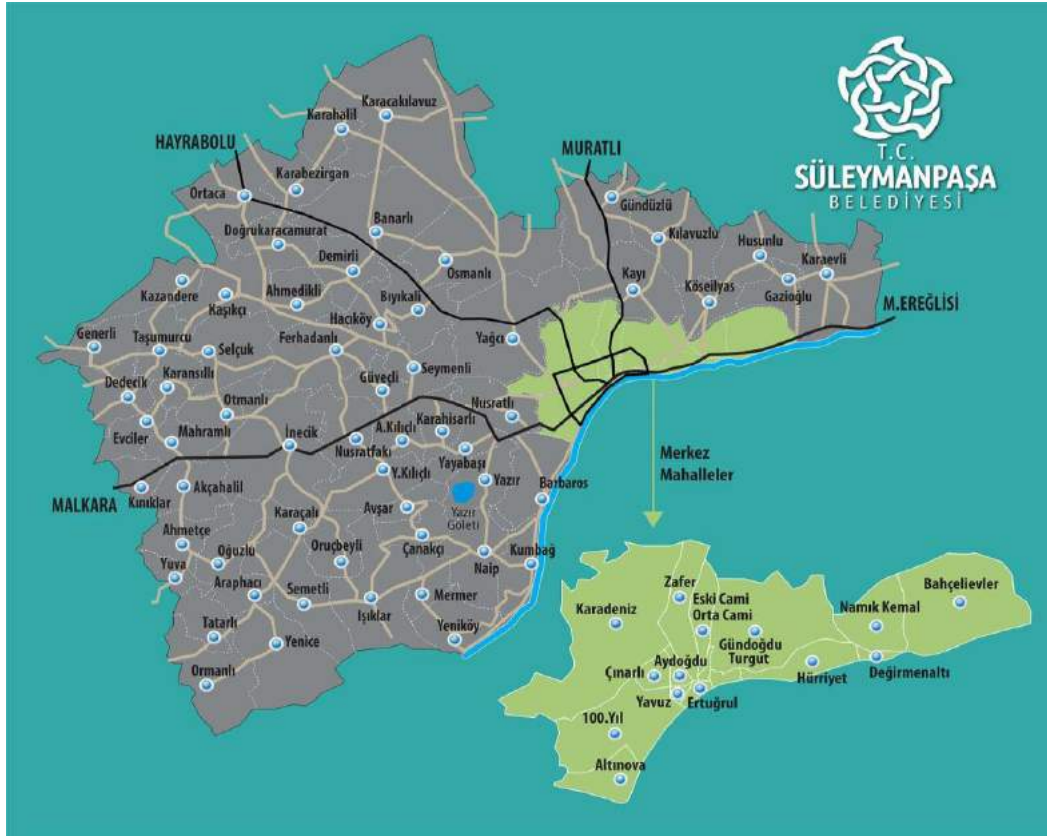 T.C.
SÜLEYMANPAŞA
BELEDİYESİ
Karacakılavuz
Karahalil
HAYRABOLU
MURATLI
Karabezirgan
Ortaca
Gündüzlü
Banarlı
Doğrukaracamurat
Kılavuzlu
Husunlu
Demirli
Osmanlı
Karaevli
Kayı
Kazandere
Kaşıkçı
Ahmedikli
Bıyıkali
Köseilyas
Gazioğlu
M.EREĞLİSİ
Hacıköy
Generli
Taşumurcu
Ferhadanlı
Yağcı
Selçuk
Seymenli
Dedecik
Karansıllı
Güveçli
Otmanlı
Nusratlı
Karahisarlı
A.Kılıçlı
Evciler
Mahramlı
İnecik
Nusratfakı
Yayabaşı
Merkez
Mahalleler
Y.Kılıçlı
Yazır
Barbaros
MALKARA
Kınıklar
Akçahalil
Yazır
Göleti
Avşar
Karaçalı
Ahmetçe
Oğuzlu
Oruçbeyli
Çanakçı
Kumbağ
Yuva
Naip
Araphacı
Semetli
Işıklar
Mermer
Tatarlı
Yenice
Yeniköy
Ormanlı
Zafer
Eski Cami
Orta Cami
Karadeniz
Gündoğdu
Turgut
Namık Kemal
Bahçelievler
Çınarlı
Aydoğdu
Hürriyet
Değirmenaltı
Yavuz
Ertuğrul
100.Yıl
Altınova